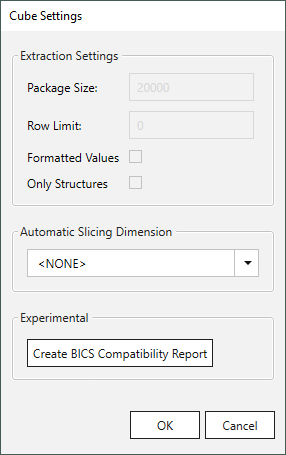 Cube Settings
Extraction Settings
Package Size:
20000
Row Limit:
0
Formatted Values
Only Structures
Automatic Slicing Dimension
<NONE>
Experimental
Create BICS Compatibility Report
OK
Cancel